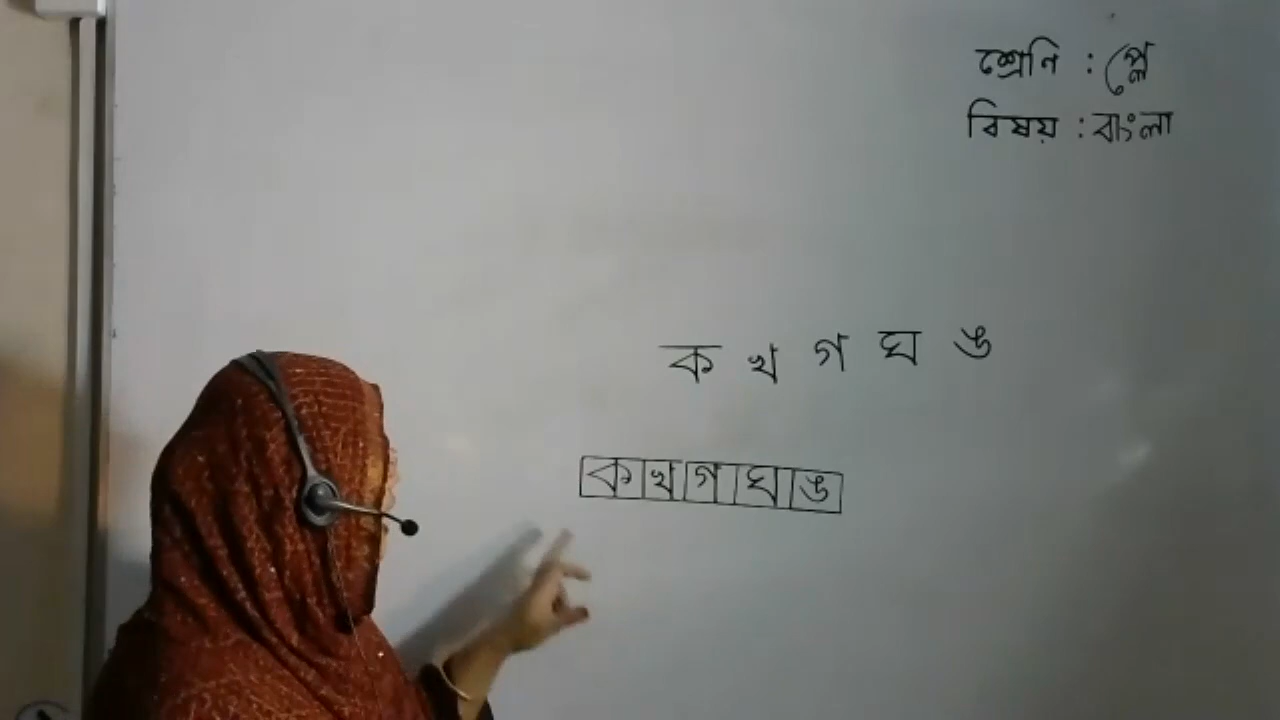 শ্রেনি : প্লে
বিষয় : বাংলা
ক খ গ ঘ ঙ
ক খ গ ঘ ঙ